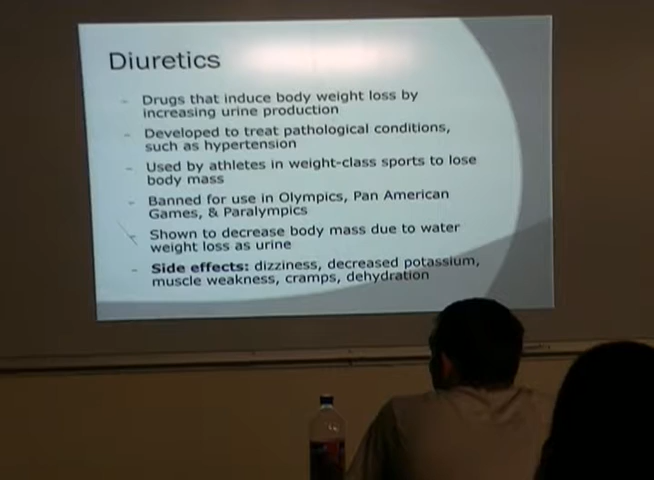 Diuretics
– Drugs that induce body weight loss by
increasing urine production
– Developed to treat pathological conditions,
such as hypertension
– Used by athletes in weight-class sports to lose
body mass
– Banned for use in Olympics, Pan American
Games, & Paralympics
– Shown to decrease body mass due to water
weight loss as urine
– Side effects: dizziness, decreased potassium,
muscle weakness, cramps, dehydration